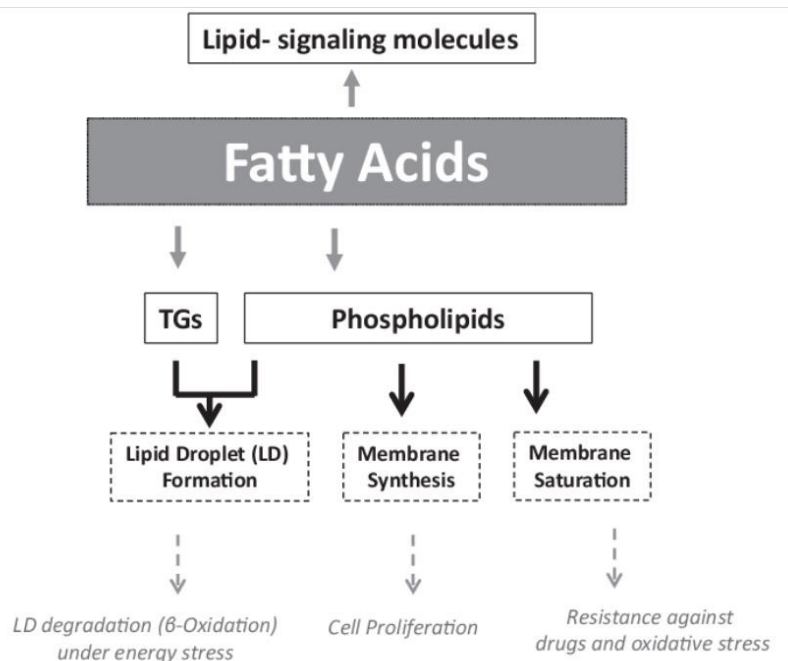 Lipid- signaling molecules
Fatty Acids
TGs
Phospholipids
Lipid Droplet (LD)
Formation
Membrane
Synthesis
Membrane
Saturation
LD degradation (β-Oxidation)
under energy stress
Cell Proliferation
Resistance against
drugs and oxidative stress